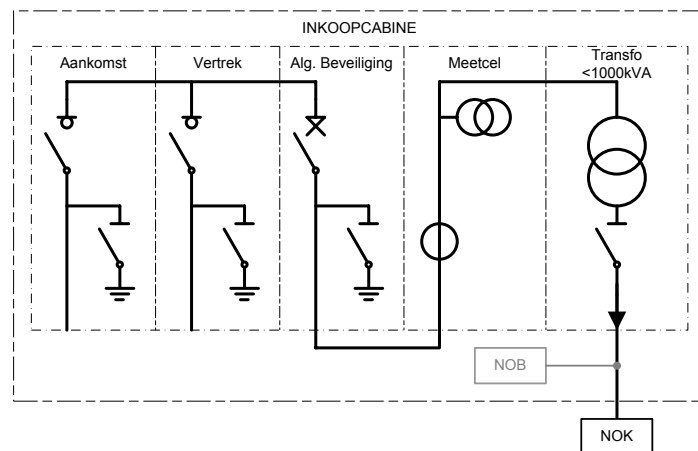 INKOOPCABINE
Aankomst
Vertrek
Alg. Beveiliging
Meetcel
Transfo
<1000kVA
NOB
NOK